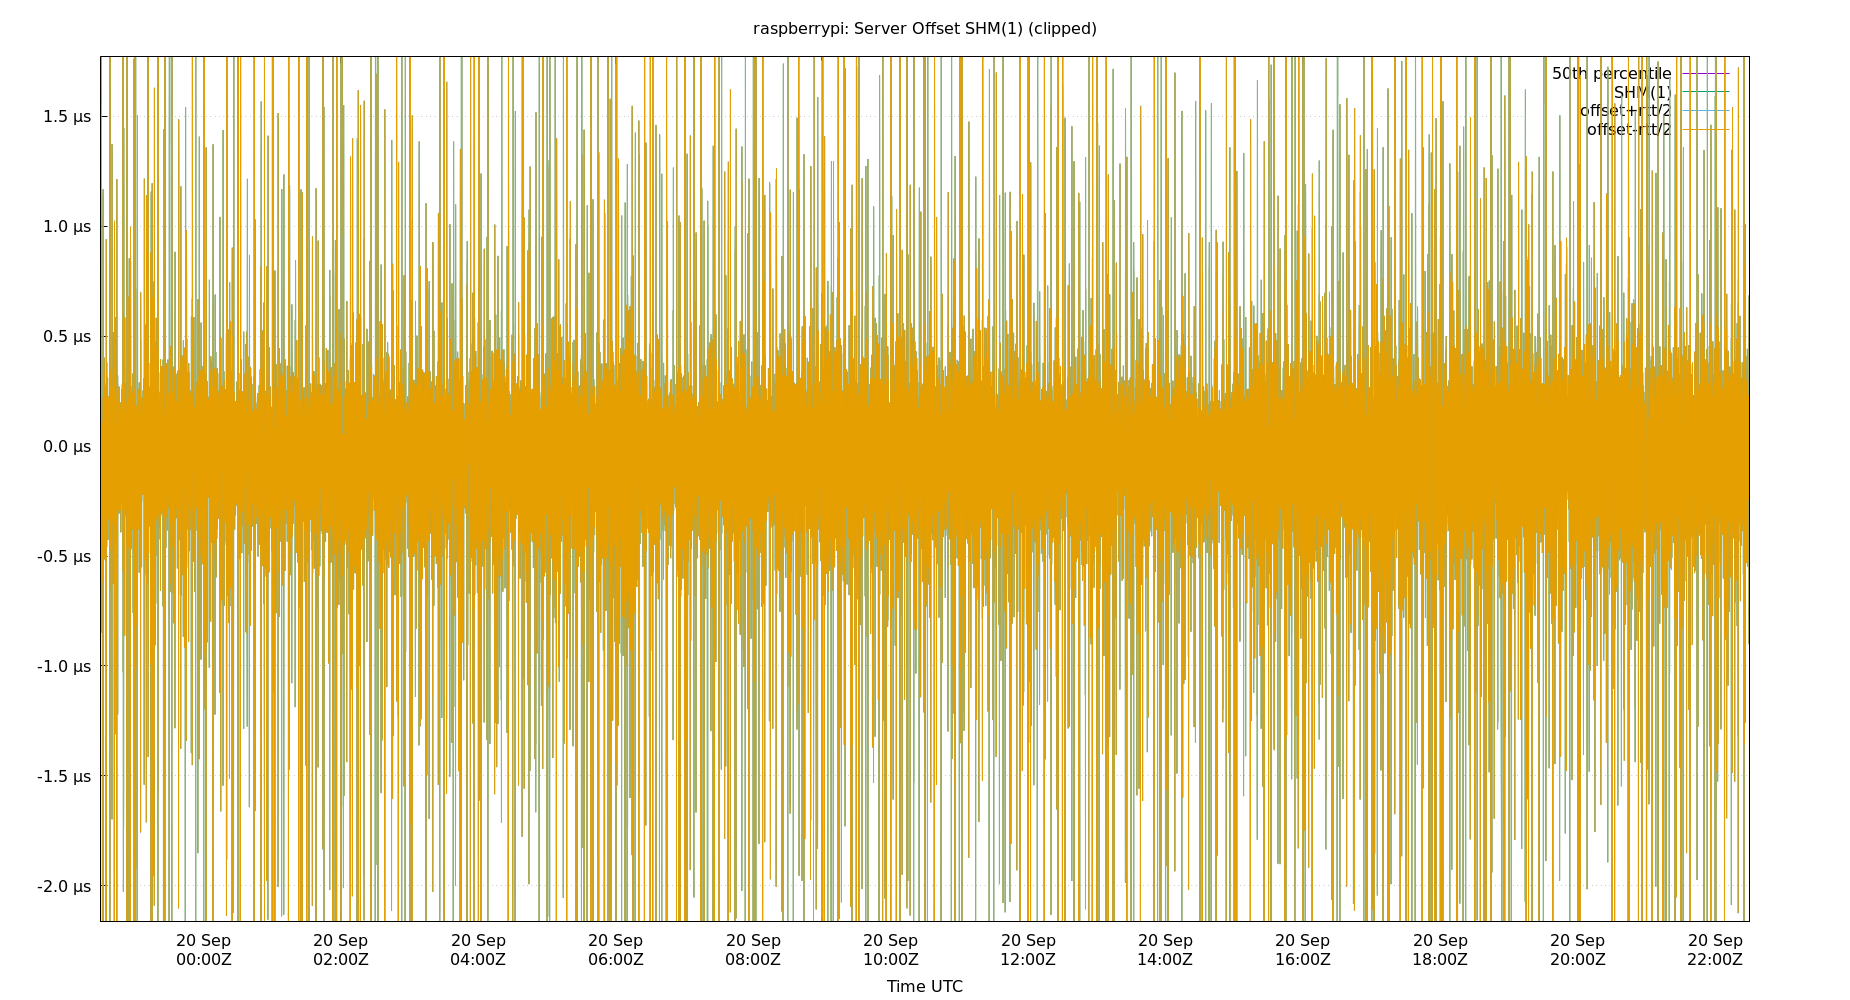 raspberrypi: Server Offset SHM(1) (clipped)
50th percentile
SHM(1)
offset+rtt/2
offset-rtt/2
1.5 µs
1.0 µs
0.5 µs
0.0 µs
-0.5 µs
-1.0 µs
-1.5 µs
-2.0 µs
20 Sep 20 Sep 20 Sep 20 Sep 20 Sep 20 Sep 20 Sep 20 Sep 20 Sep 20 Sep 20 Sep 20 Sep
00:00Z 02:00Z 04:00Z 06:00Z 08:00Z 10:00Z 12:00Z 14:00Z 16:00Z 18:00Z 20:00Z 22:00Z
Time UTC